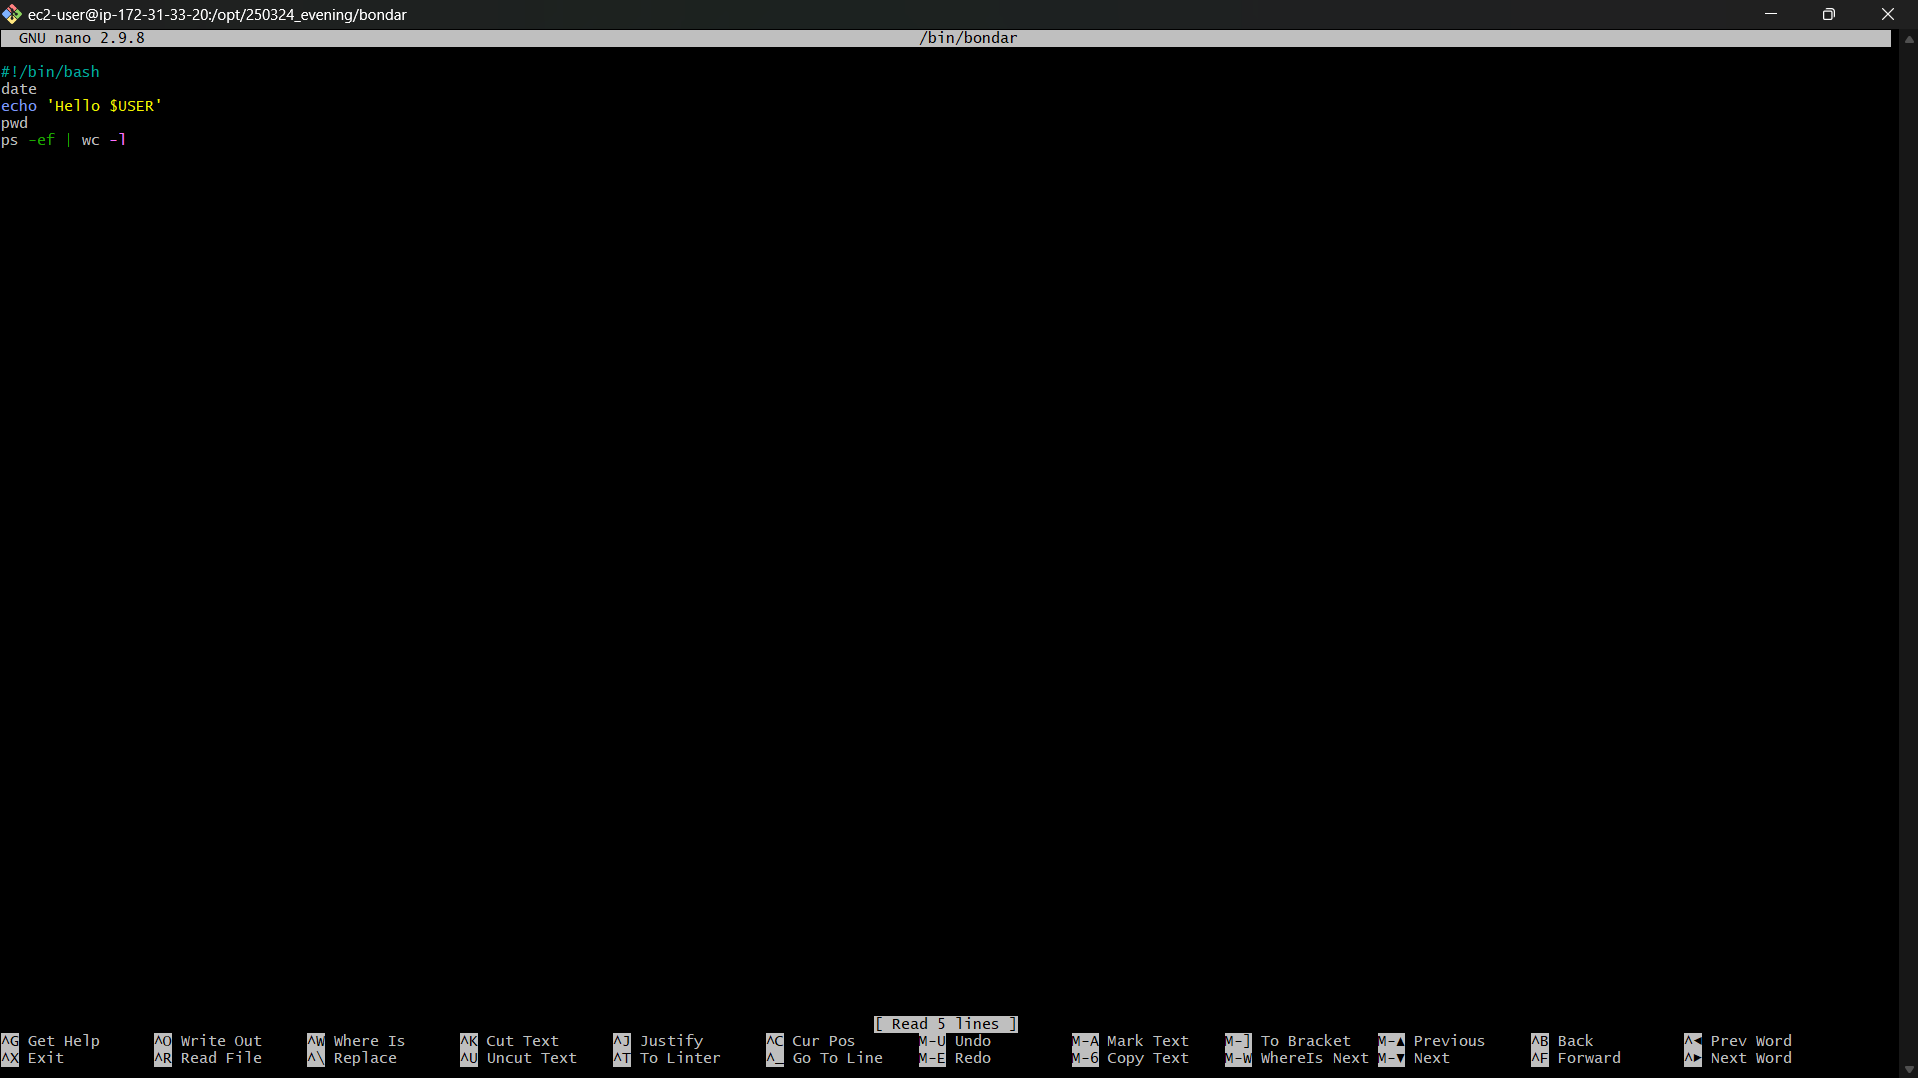 ec2-user@ip-172-31-33-20:/opt/250324_evening/bondar
GNU nano 2.9.8 /bin/bondar
#!/bin/bash
date
echo 'Hello $USER'
pwd
ps -ef | wc -l
[ Read 5 lines ]
^G Get Help ^O Write Out ^W Where Is ^K Cut Text ^J Justify ^C Cur Pos M-U Undo M-A Mark Text M-] To Bracket M-▲ Previous ^B Back ^◄ Prev Word
^X Exit ^R Read File ^\ Replace ^U Uncut Text ^T To Linter ^_ Go To Line M-E Redo M-6 Copy Text M-W WhereIs Next M-▼ Next ^F Forward ^► Next Word